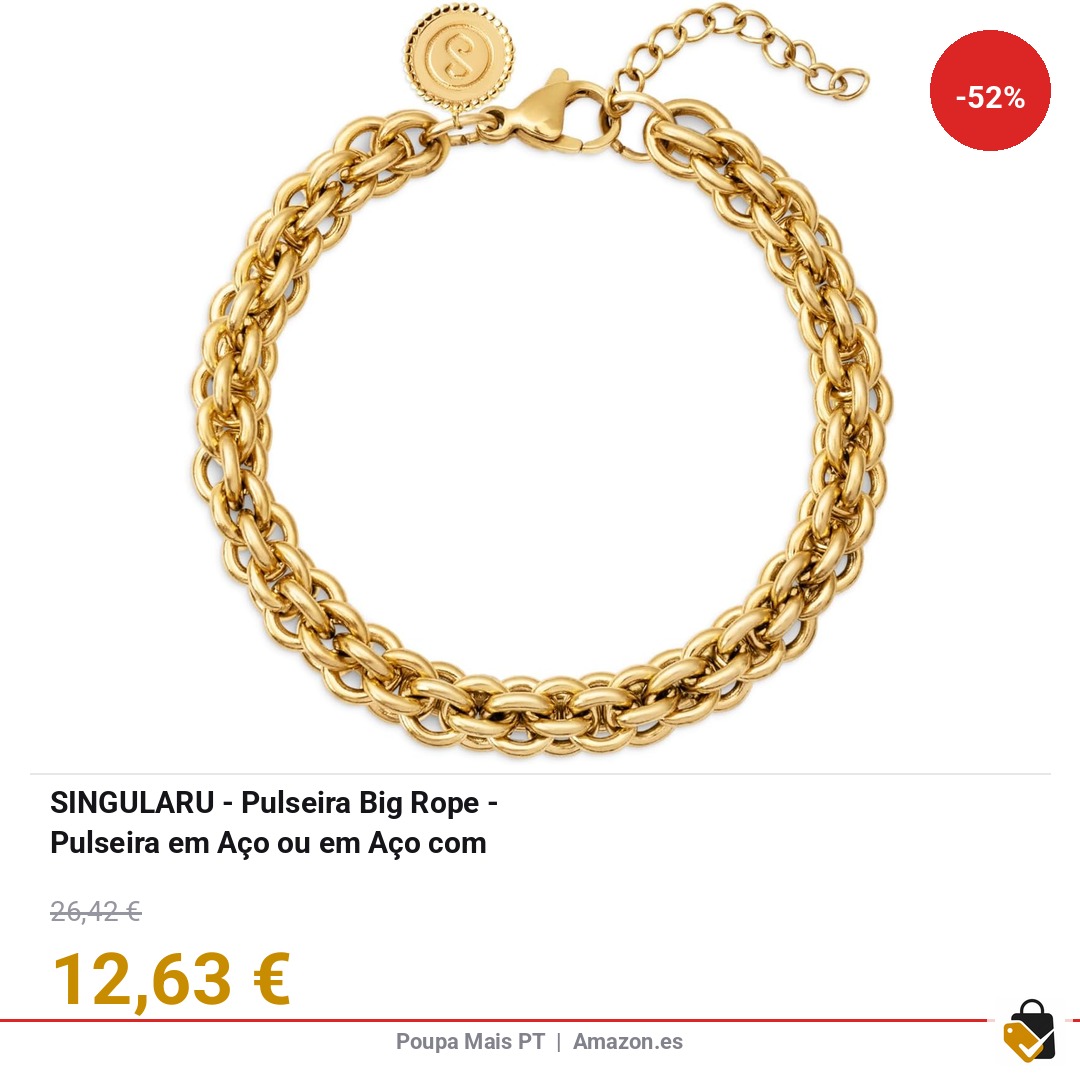 S
-52%
SINGULARU - Pulseira Big Rope -
Pulseira em Aço ou em Aço com
26,42 €
12,63 €
Poupa Mais PT | Amazon.es